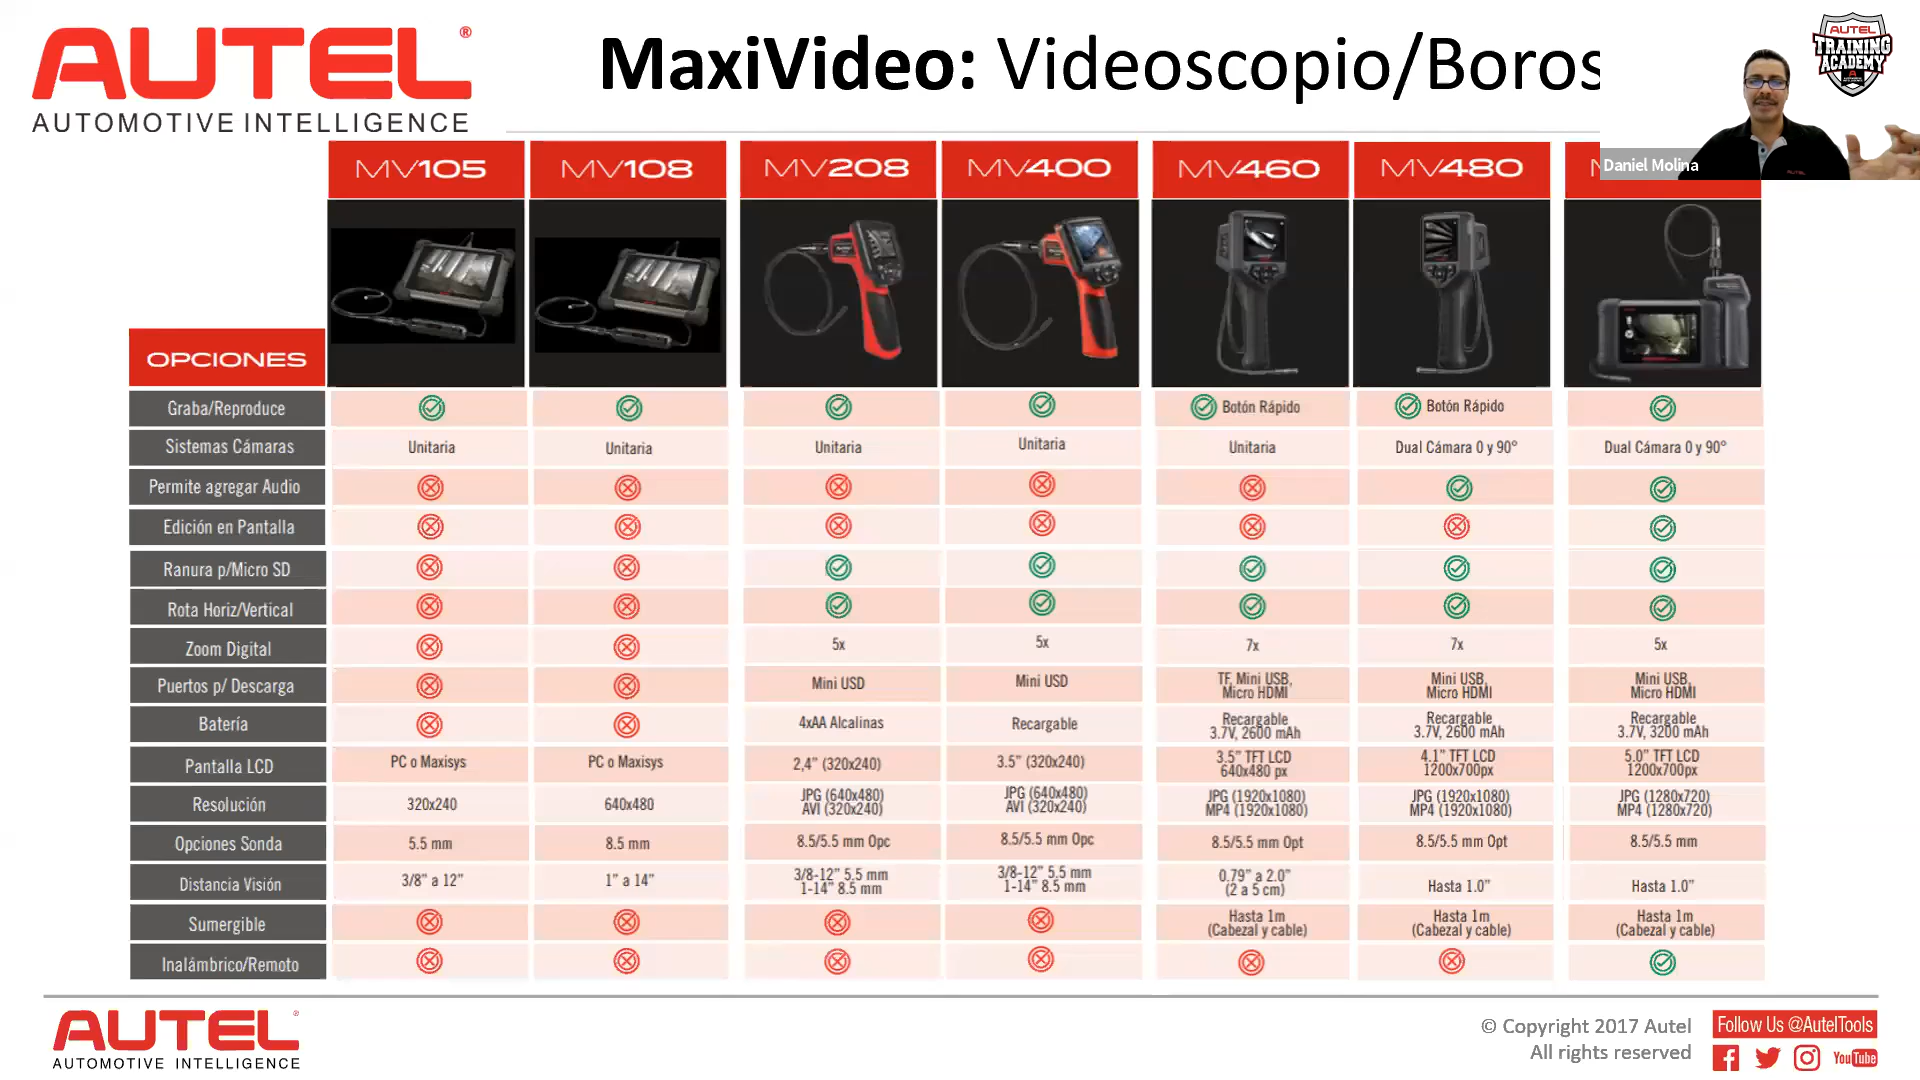 AUTEL®
AUTOMOTIVE INTELLIGENCE
MaxiVideo: Videoscopio/Boros
AUTEL
TRAINING
ACADEMY
Daniel Molina
MV105 MV108 MV208 MV400 MV460 MV480 M
OPCIONES
Graba/Reproduce Botón Rápido Botón Rápido
Sistemas Cámaras Unitaria Unitaria Unitaria Unitaria Unitaria Dual Cámara 0 y 90° Dual Cámara 0 y 90°
Permite agregar Audio
Edición en Pantalla
Ranura p/Micro SD
Rota Horiz/Vertical
Zoom Digital 5x 5x 7x 7x 5x
Puertos p/ Descarga Mini USD Mini USD TF, Mini USB, Micro HDMI Mini USB, Micro HDMI Mini USB, Micro HDMI
Batería 4xAA Alcalinas Recargable Recargable 3.7V, 2600 mAh Recargable 3.7V, 2600 mAh Recargable 3.7V, 3200 mAh
Pantalla LCD PC o Maxisys PC o Maxisys 2,4” (320x240) 3.5” (320x240) 3.5” TFT LCD 640x480 px 4.1” TFT LCD 1200x700px 5.0” TFT LCD 1200x700px
Resolución 320x240 640x480 JPG (640x480) AVI (320x240) JPG (640x480) AVI (320x240) JPG (1920x1080) MP4 (1920x1080) JPG (1920x1080) MP4 (1920x1080) JPG (1280x720) MP4 (1280x720)
Opciones Sonda 5.5 mm 8.5 mm 8.5/5.5 mm Opc 8.5/5.5 mm Opc 8.5/5.5 mm Opt 8.5/5.5 mm Opt 8.5/5.5 mm
Distancia Visión 3/8” a 12” 1” a 14” 3/8-12” 5.5 mm 1-14” 8.5 mm 3/8-12” 5.5 mm 1-14” 8.5 mm 0.79” a 2.0” (2 a 5 cm) Hasta 1.0” Hasta 1.0”
Sumergible Hasta 1m (Cabezal y cable) Hasta 1m (Cabezal y cable) Hasta 1m (Cabezal y cable)
Inalámbrico/Remoto
AUTEL®
AUTOMOTIVE INTELLIGENCE
© Copyright 2017 Autel
All rights reserved
Follow Us @AutelTools
YouTube